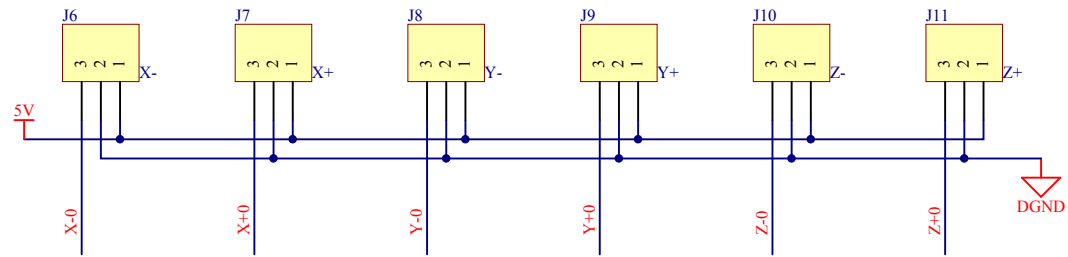 J6
J7
J8
J9
J10
J11
3 2 1
3 2 1
3 2 1
3 2 1
3 2 1
3 2 1
X-
X+
Y-
Y+
Z-
Z+
5V
X-0
X+0
Y-0
Y+0
Z-0
Z+0
DGND